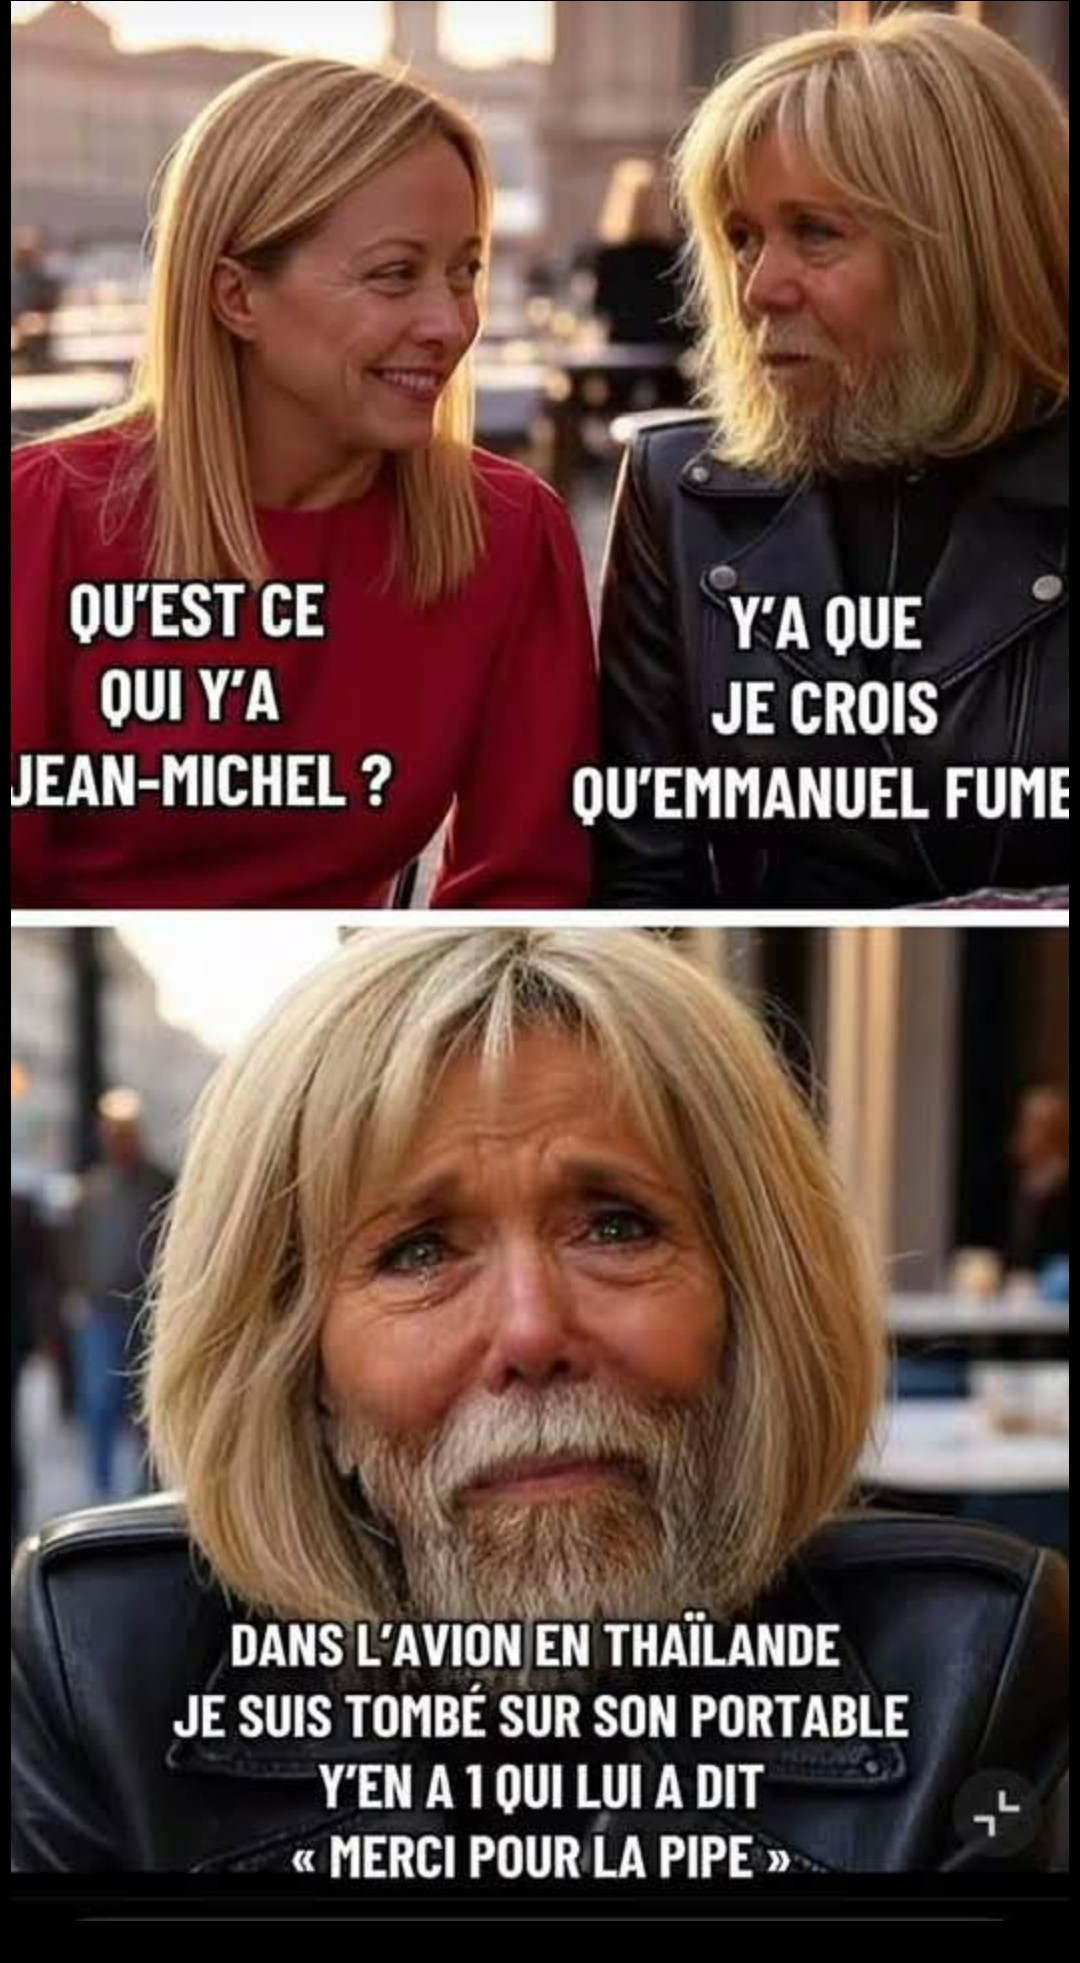 QU'EST CE
QUI Y'A
JEAN-MICHEL ?
Y'A QUE
JE CROIS
QU'EMMANUEL FUME
DANS L'AVION EN THAÏLANDE
JE SUIS TOMBÉ SUR SON PORTABLE
Y'EN A 1 QUI LUI A DIT
« MERCI POUR LA PIPE »